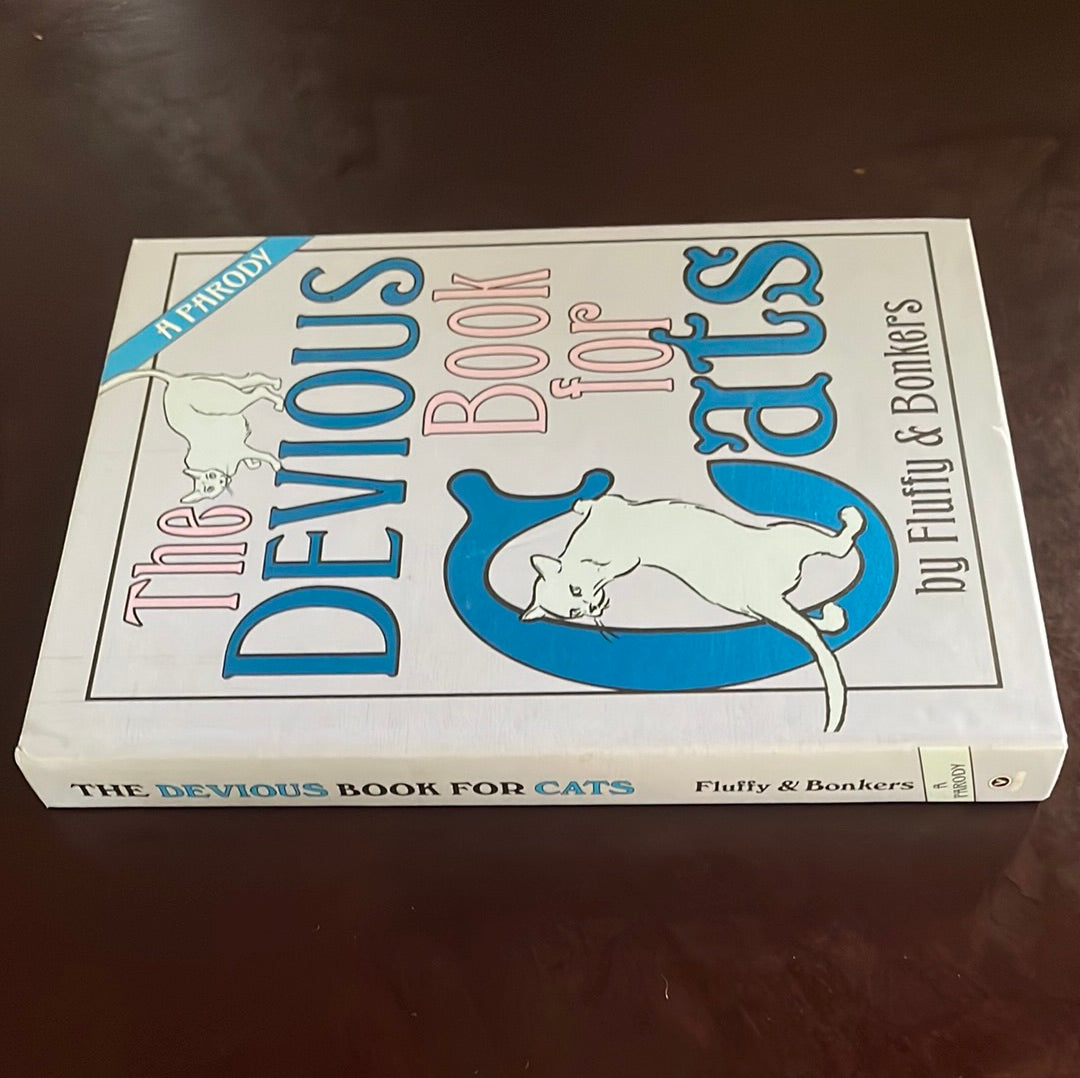 A PARODY
The
DEVIOUS
Book
for
Cats
by Fluffy & Bonkers
THE DEVIOUS BOOK FOR CATS Fluffy & Bonkers A PARODY